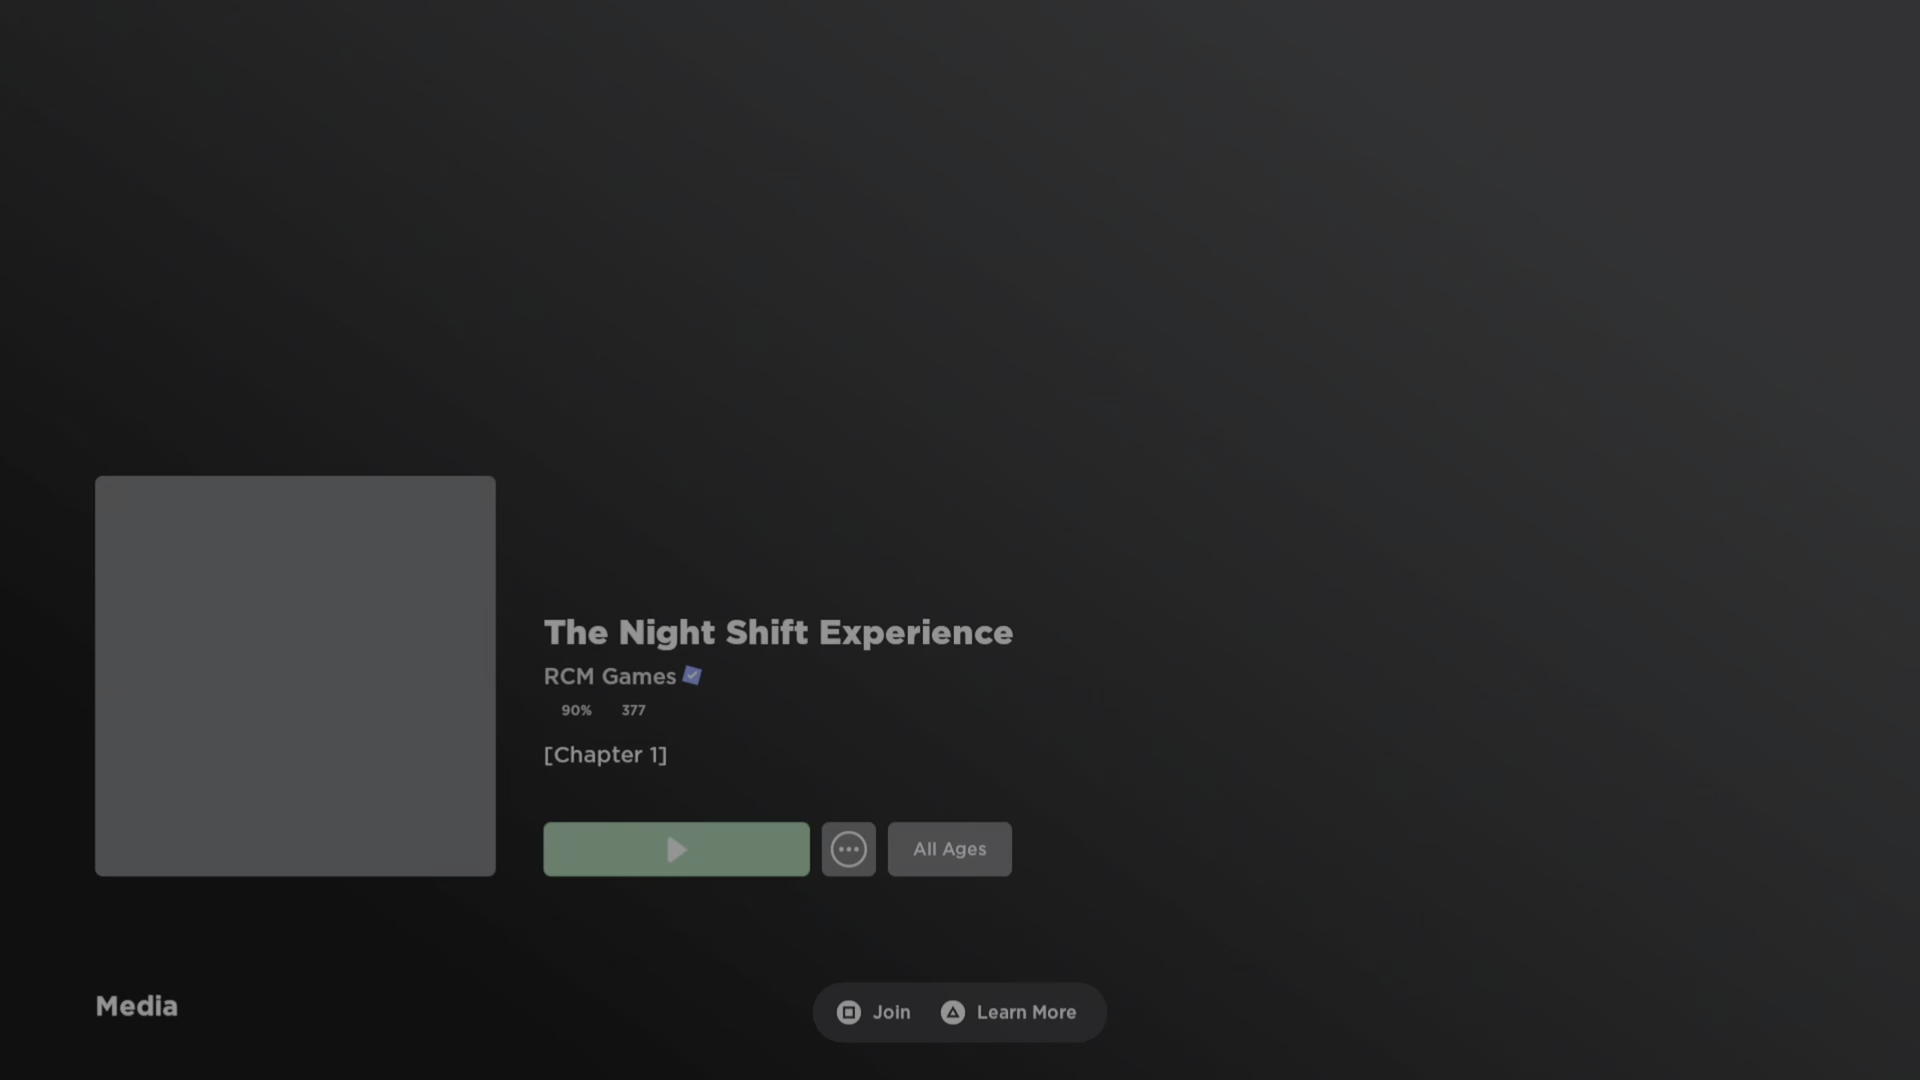 The Night Shift Experience
RCM Games
90% 377
[Chapter 1]
All Ages
Media
Join Learn More